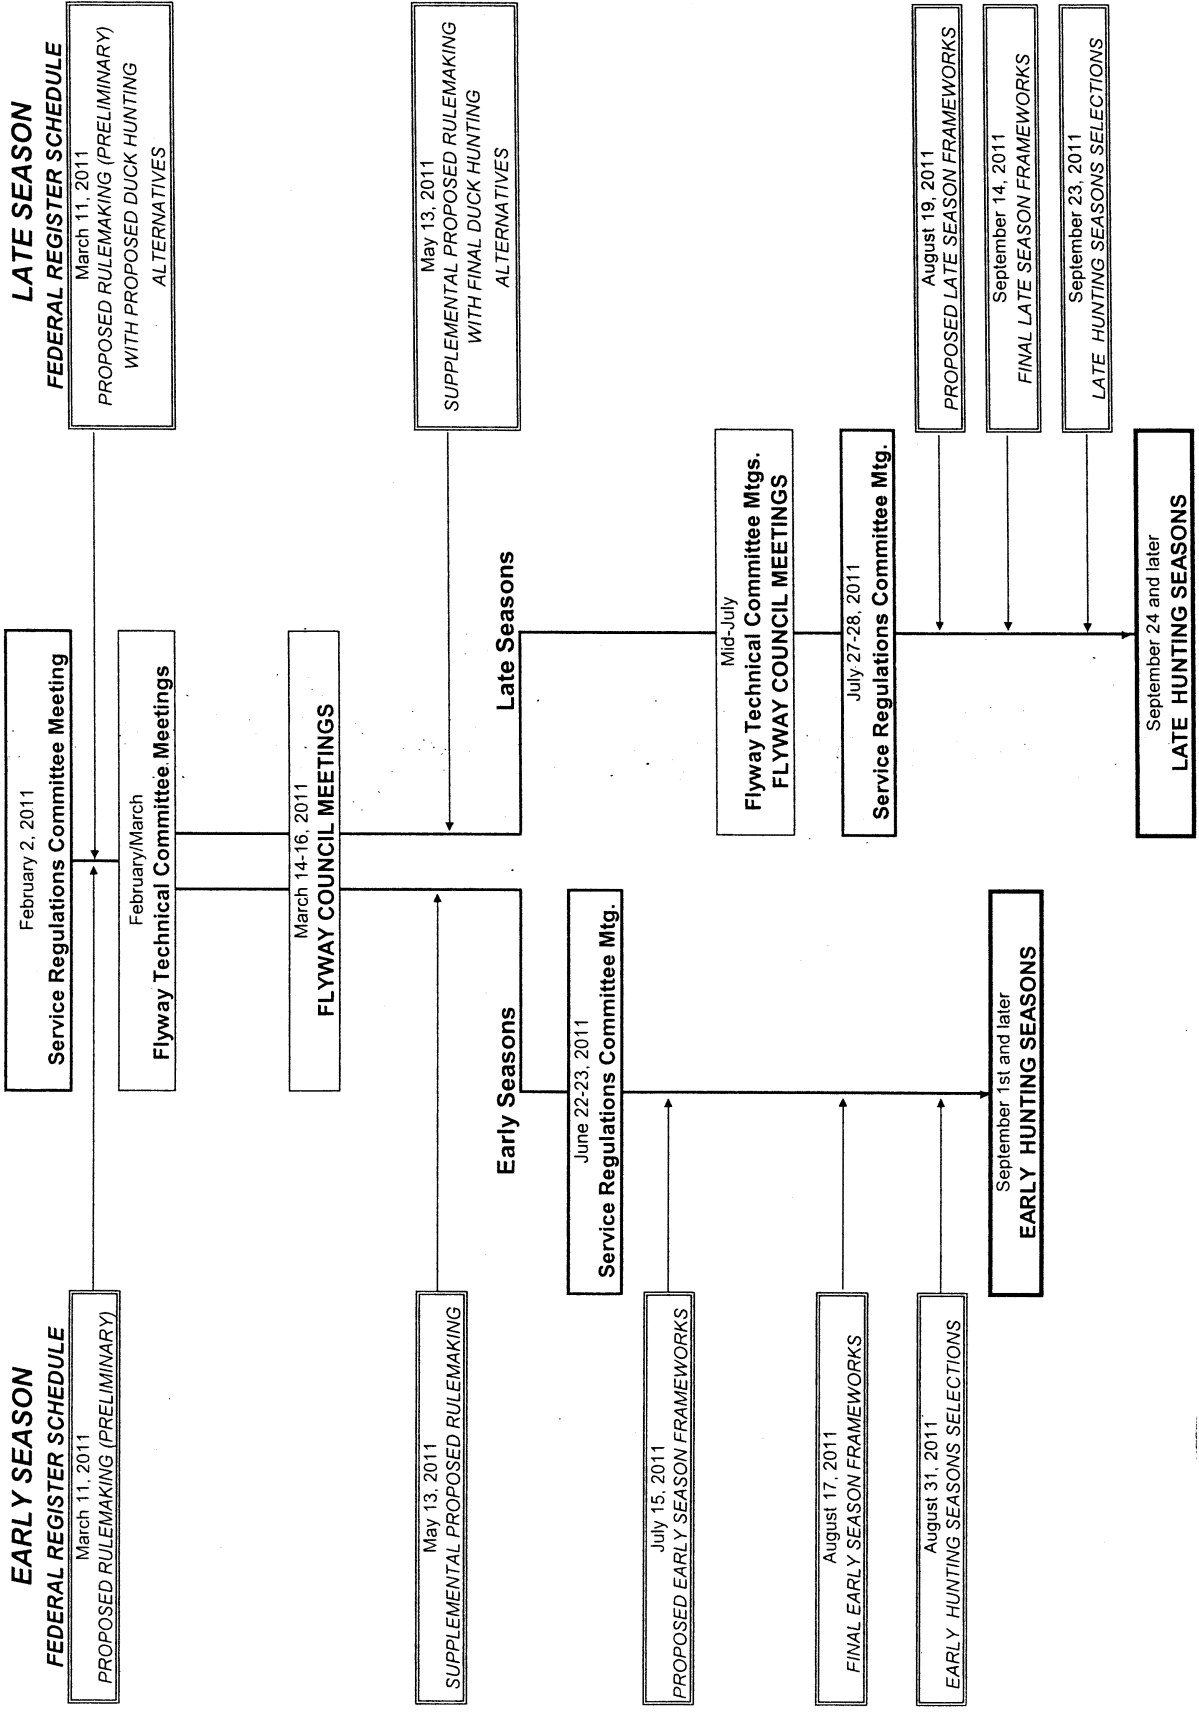 EARLY SEASON
FEDERAL REGISTER SCHEDULE
March 11, 2011
PROPOSED RULEMAKING (PRELIMINARY)
May 13, 2011
SUPPLEMENTAL PROPOSED RULEMAKING
July 15, 2011
PROPOSED EARLY SEASON FRAMEWORKS
August 17, 2011
FINAL EARLY SEASON FRAMEWORKS
August 31, 2011
EARLY HUNTING SEASONS SELECTIONS
February 2, 2011
Service Regulations Committee Meeting
February/March
Flyway Technical Committee Meetings
March 14-16, 2011
FLYWAY COUNCIL MEETINGS
Early Seasons
June 22-23, 2011
Service Regulations Committee Mtg.
September 1st and later
EARLY HUNTING SEASONS
Late Seasons
Mid-July
Flyway Technical Committee Mtgs.
FLYWAY COUNCIL MEETINGS
July 27-28, 2011
Service Regulations Committee Mtg.
September 24 and later
LATE HUNTING SEASONS
LATE SEASON
FEDERAL REGISTER SCHEDULE
March 11, 2011
PROPOSED RULEMAKING (PRELIMINARY)
WITH PROPOSED DUCK HUNTING
ALTERNATIVES
May 13, 2011
SUPPLEMENTAL PROPOSED RULEMAKING
WITH FINAL DUCK HUNTING
ALTERNATIVES
August 19, 2011
PROPOSED LATE SEASON FRAMEWORKS
September 14, 2011
FINAL LATE SEASON FRAMEWORKS
September 23, 2011
LATE HUNTING SEASONS SELECTIONS